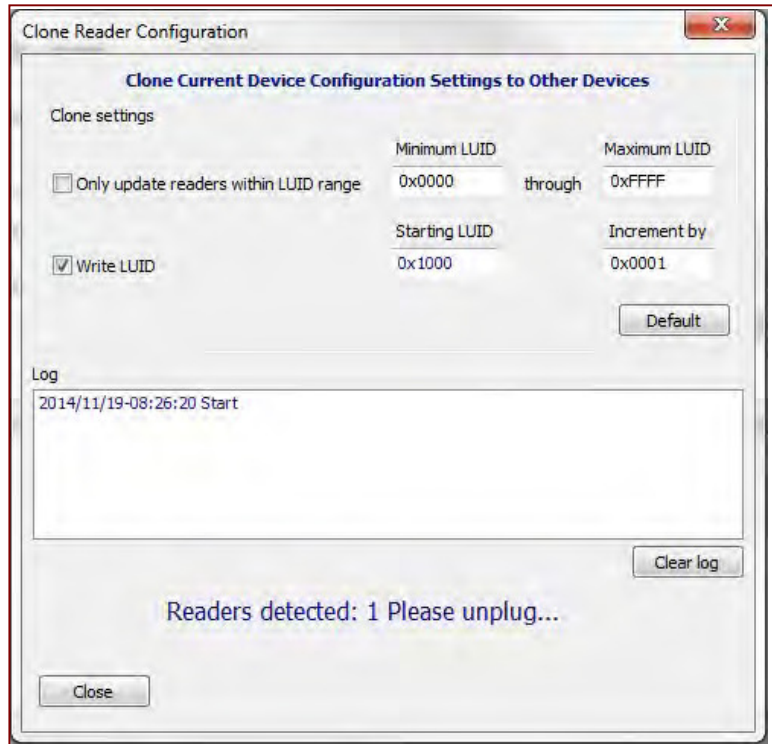 Clone Reader Configuration
Clone Current Device Configuration Settings to Other Devices
Clone settings
Minimum LUID
Maximum LUID
Only update readers within LUID range
0x0000
through
0xFFFF
Starting LUID
Increment by
Write LUID
0x1000
0x0001
Default
Log
2014/11/19-08:26:20 Start
Clear log
Readers detected: 1 Please unplug...
Close